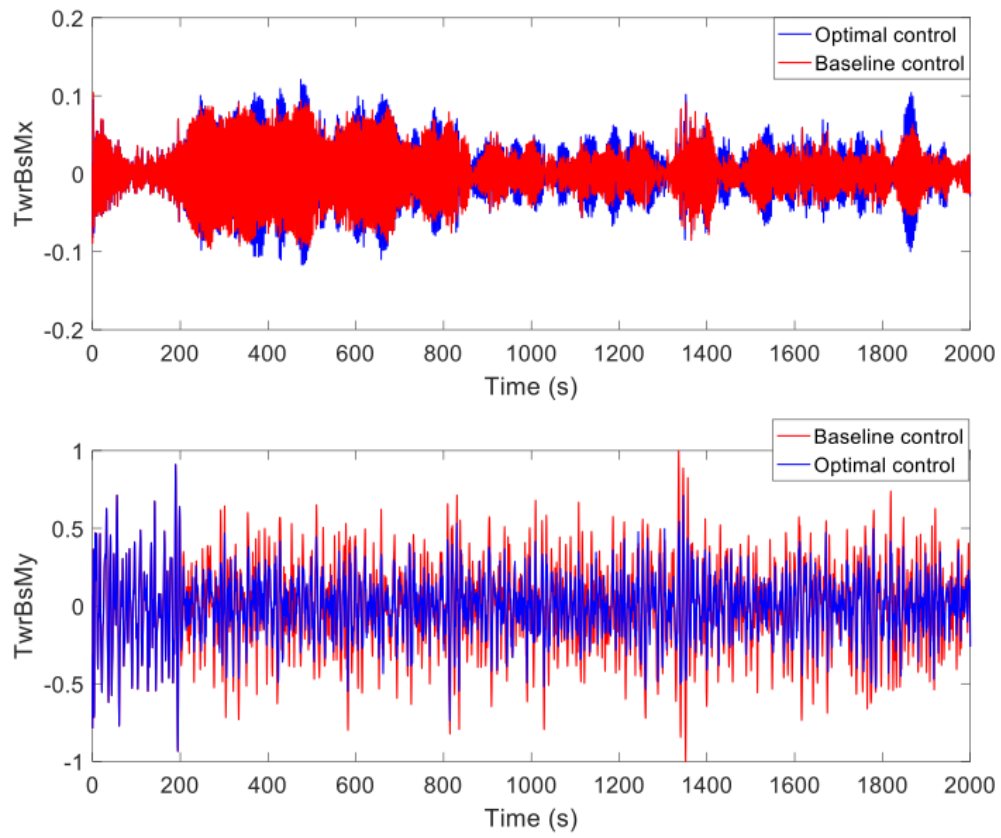 0.2
0.1
0
-0.1
-0.2
TwrBsMx
Optimal control
Baseline control
0 200 400 600 800 1000 1200 1400 1600 1800 2000
Time (s)
1
0.5
0
-0.5
-1
TwrBsMy
Baseline control
Optimal control
0 200 400 600 800 1000 1200 1400 1600 1800 2000
Time (s)